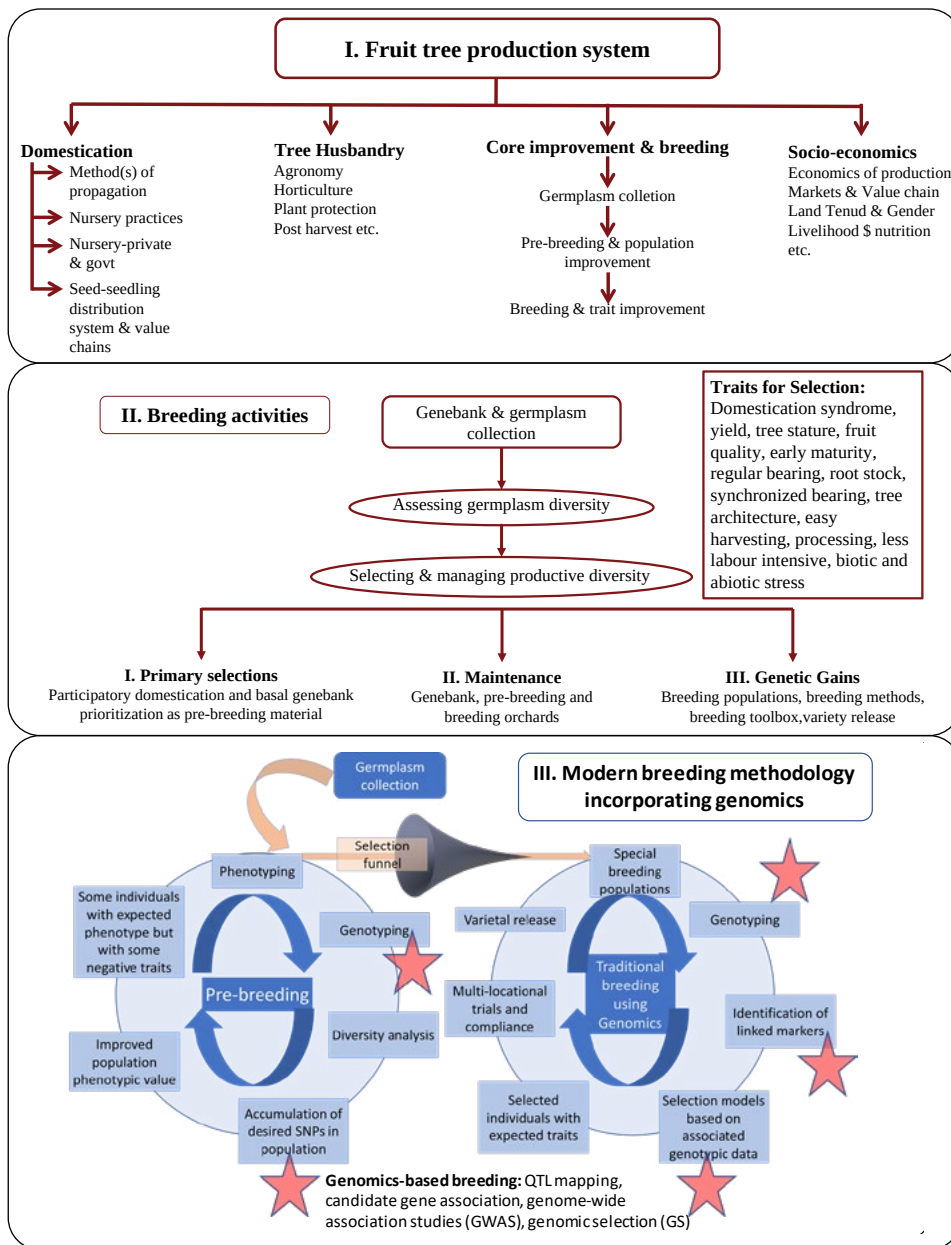 I. Fruit tree production system
Domestication
Method(s) of
propagation
Nursery practices
Nursery-private
& govt
Seed-seedling
distribution
system & value
chains
Tree Husbandry
Agronomy
Horticulture
Plant protection
Post harvest etc.
Core improvement & breeding
Germplasm colletion
Pre-breeding & population
improvement
Breeding & trait improvement
Socio-economics
Economics of production
Markets & Value chain
Land Tenud & Gender
Livelihood $ nutrition
etc.
II. Breeding activities
Genebank & germplasm
collection
Assessing germplasm diversity
Selecting & managing productive diversity
Traits for Selection:
Domestication syndrome,
yield, tree stature, fruit
quality, early maturity,
regular bearing, root stock,
synchronized bearing, tree
architecture, easy
harvesting, processing, less
labour intensive, biotic and
abiotic stress
I. Primary selections
Participatory domestication and basal genebank
prioritization as pre-breeding material
II. Maintenance
Genebank, pre-breeding and
breeding orchards
III. Genetic Gains
Breeding populations, breeding methods,
breeding toolbox,variety release
III. Modern breeding methodology
incorporating genomics
Germplasm
collection
Selection
funnel
Phenotyping
Genotyping
Diversity analysis
Accumulation of
desired SNPs in
population
Improved
population
phenotypic value
Some individuals
with expected
phenotype but
with some
negative traits
Pre-breeding
Special
breeding
populations
Genotyping
Identification of
linked markers
Selection models
based on
associated
genotypic data
Selected
individuals with
expected traits
Multi-locational
trials and
compliance
Varietal release
Traditional
breeding
using
Genomics
Genomics-based breeding: QTL mapping,
candidate gene association, genome-wide
association studies (GWAS), genomic selection (GS)